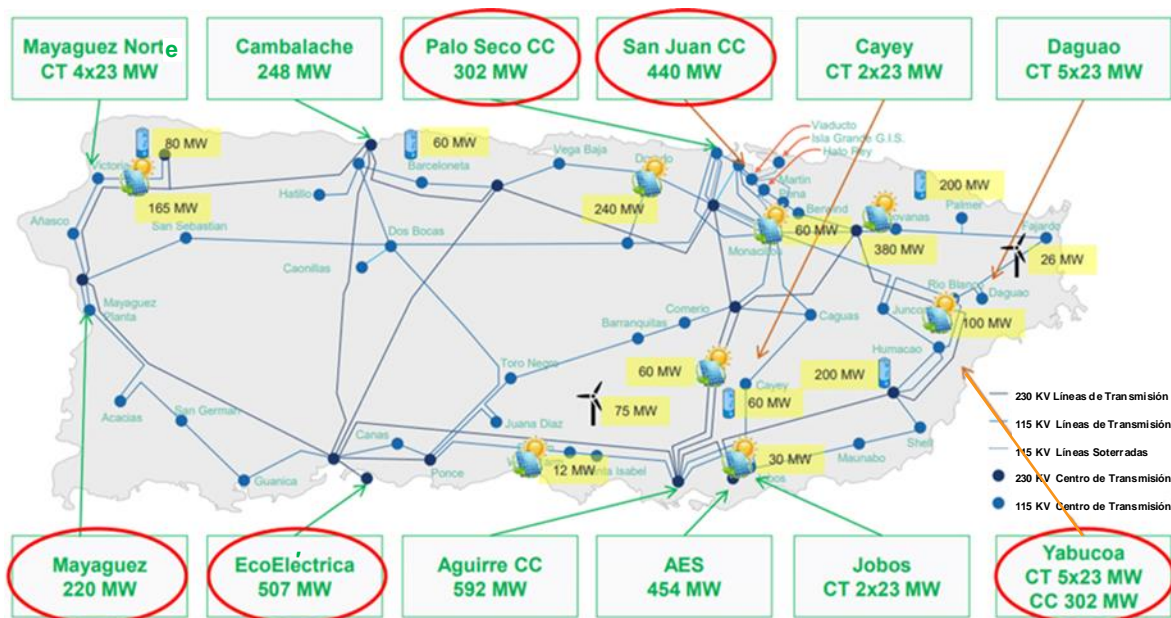 Mayaguez Norte
CT 4x23 MW
Cambalache
248 MW
Palo Seco CC
302 MW
San Juan CC
440 MW
Cayey
CT 2x23 MW
Daguao
CT 5x23 MW
Viaducto
Isla Grande G.I.S.
Hato Rey
80 MW
60 MW
Vega Baja
Victoria
Barceloneta
Martin
Pena
200 MW
Hatillo
165 MW
240 MW
Berwind
Palmer
Añasco
San Sebastian
Dos Bocas
60 MW
Monacillos
380 MW
Fajardo
26 MW
Caonillas
Rio Blanco
Daguao
Mayaguez
Planta
Comerio
Caguas
Juncos
100 MW
Barranquitas
Humacao
Toro Negro
60 MW
Cayey
200 MW
75 MW
60 MW
Acacias
San German
Juana Diaz
Canas
Shell
Maunabo
Guanica
Ponce
12 MW
Isabel
30 MW
Jobos
230 KV Líneas de Transmisión
115 KV Líneas de Transmisión
115 KV Líneas Soterradas
230 KV Centro de Transmisión
115 KV Centro de Transmisión
Mayaguez
220 MW
EcoEléctrica
507 MW
Aguirre CC
592 MW
AES
454 MW
Jobos
CT 2x23 MW
Yabucoa
CT 5x23 MW
CC 302 MW